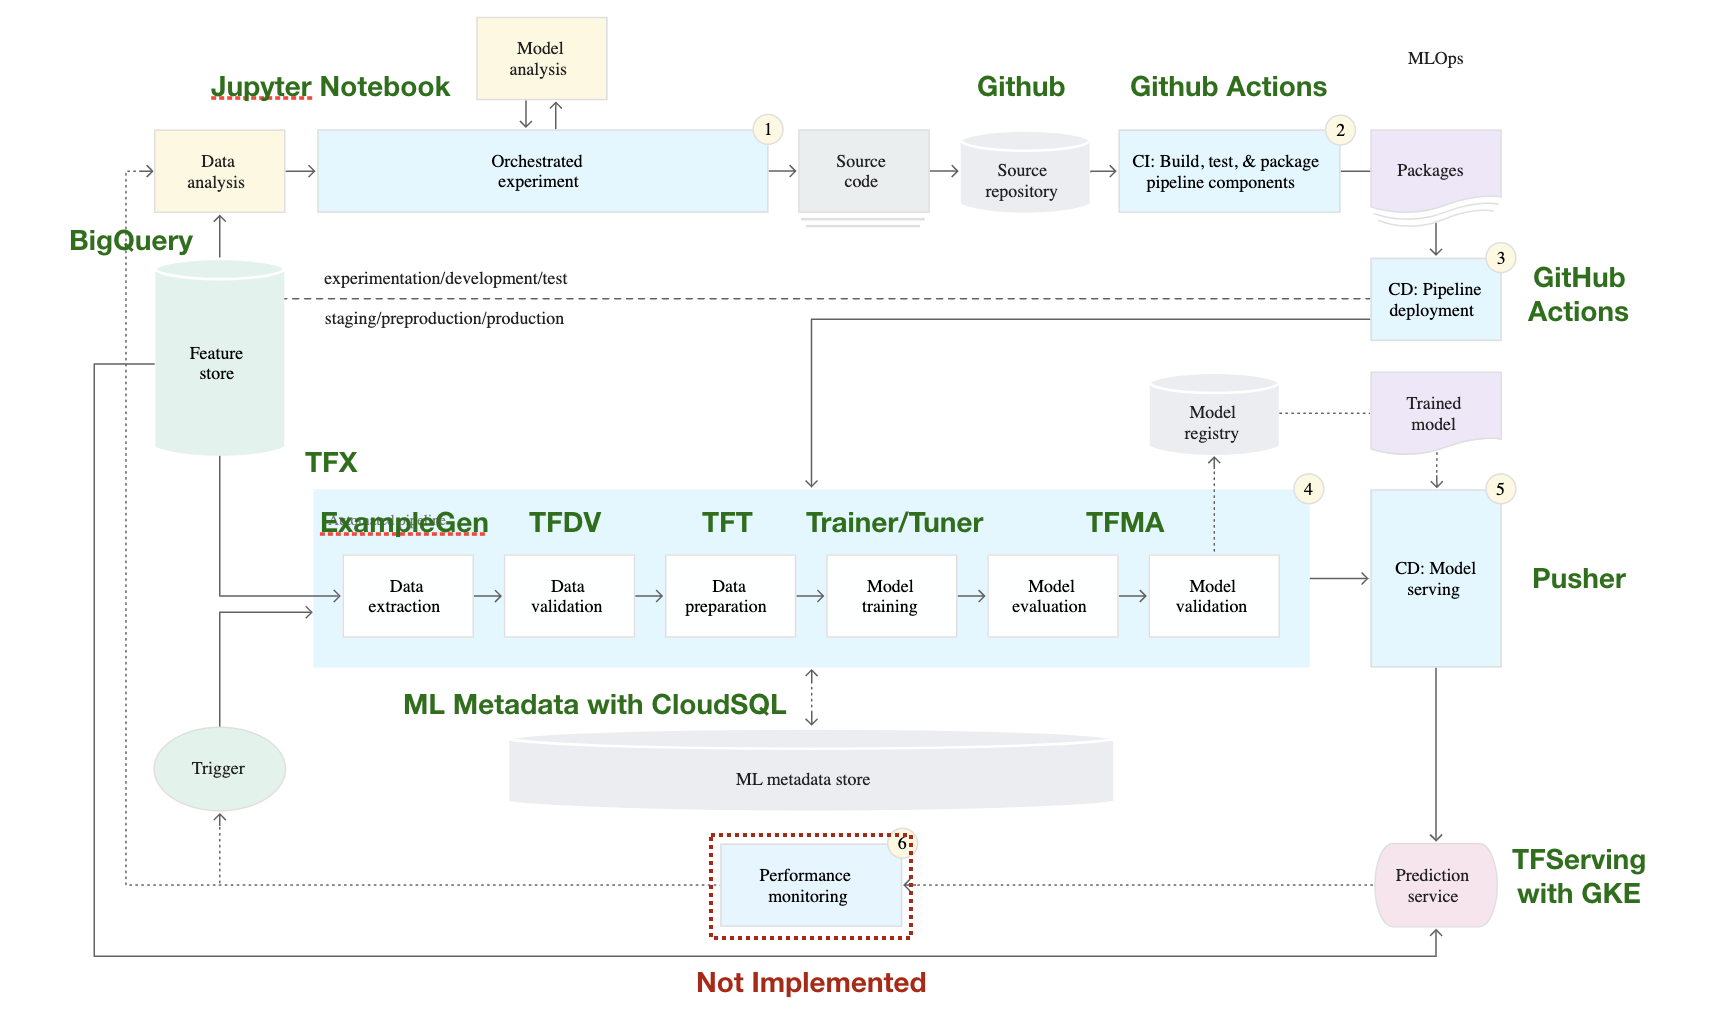 Model
analysis
MLOps
Jupyter Notebook
Github
Github Actions
1
2
Data
analysis
Orchestrated
experiment
Source
code
Source
repository
CI: Build, test, & package
pipeline components
Packages
BigQuery
3
experimentation/development/test
staging/preproduction/production
CD: Pipeline
deployment
GitHub
Actions
Feature
store
Model
registry
Trained
model
TFX
4
5
Automated pipeline
ExampleGen
TFDV
TFT
Trainer/Tuner
TFMA
Data
extraction
Data
validation
Data
preparation
Model
training
Model
evaluation
Model
validation
CD: Model
serving
Pusher
ML Metadata with CloudSQL
Trigger
ML metadata store
6
Performance
monitoring
Prediction
service
TFServing
with GKE
Not Implemented